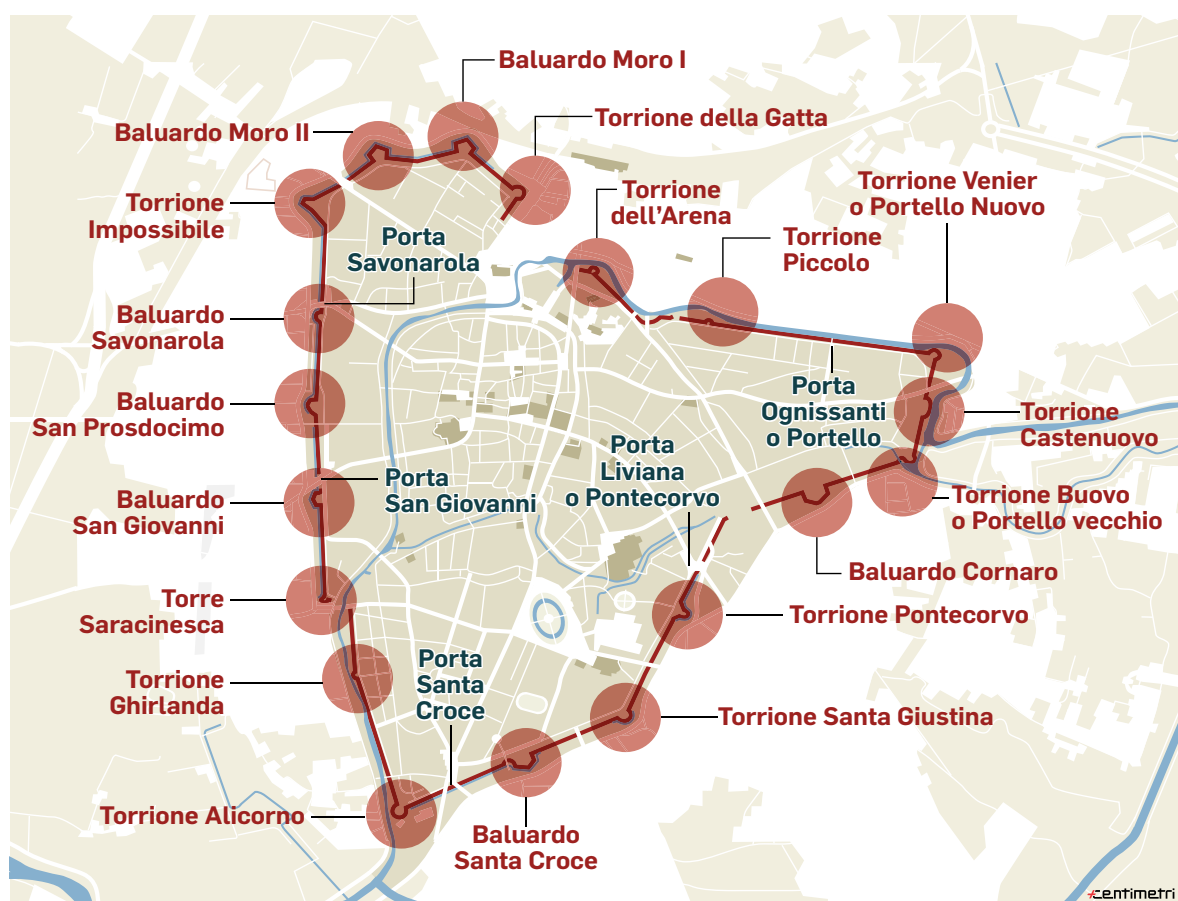 Baluardo Moro I
Torrione della Gatta
Baluardo Moro II
Torrione
Impossibile
Torrione
dell'Arena
Torrione Venier
o Portello Nuovo
Porta
Savonarola
Torrione
Piccolo
Baluardo
Savonarola
Baluardo
San Prosdocimo
Porta
Ognissanti
o Portello
Torrione
Castenuovo
Porta
Liviana
o Pontecorvo
Porta
San Giovanni
Baluardo
San Giovanni
Torrione Buovo
o Portello vecchio
Baluardo Cornaro
Torre
Saracinesca
Torrione Pontecorvo
Torrione
Ghirlanda
Porta
Santa
Croce
Torrione Santa Giustina
Torrione Alicorno
Baluardo
Santa Croce
centimetri